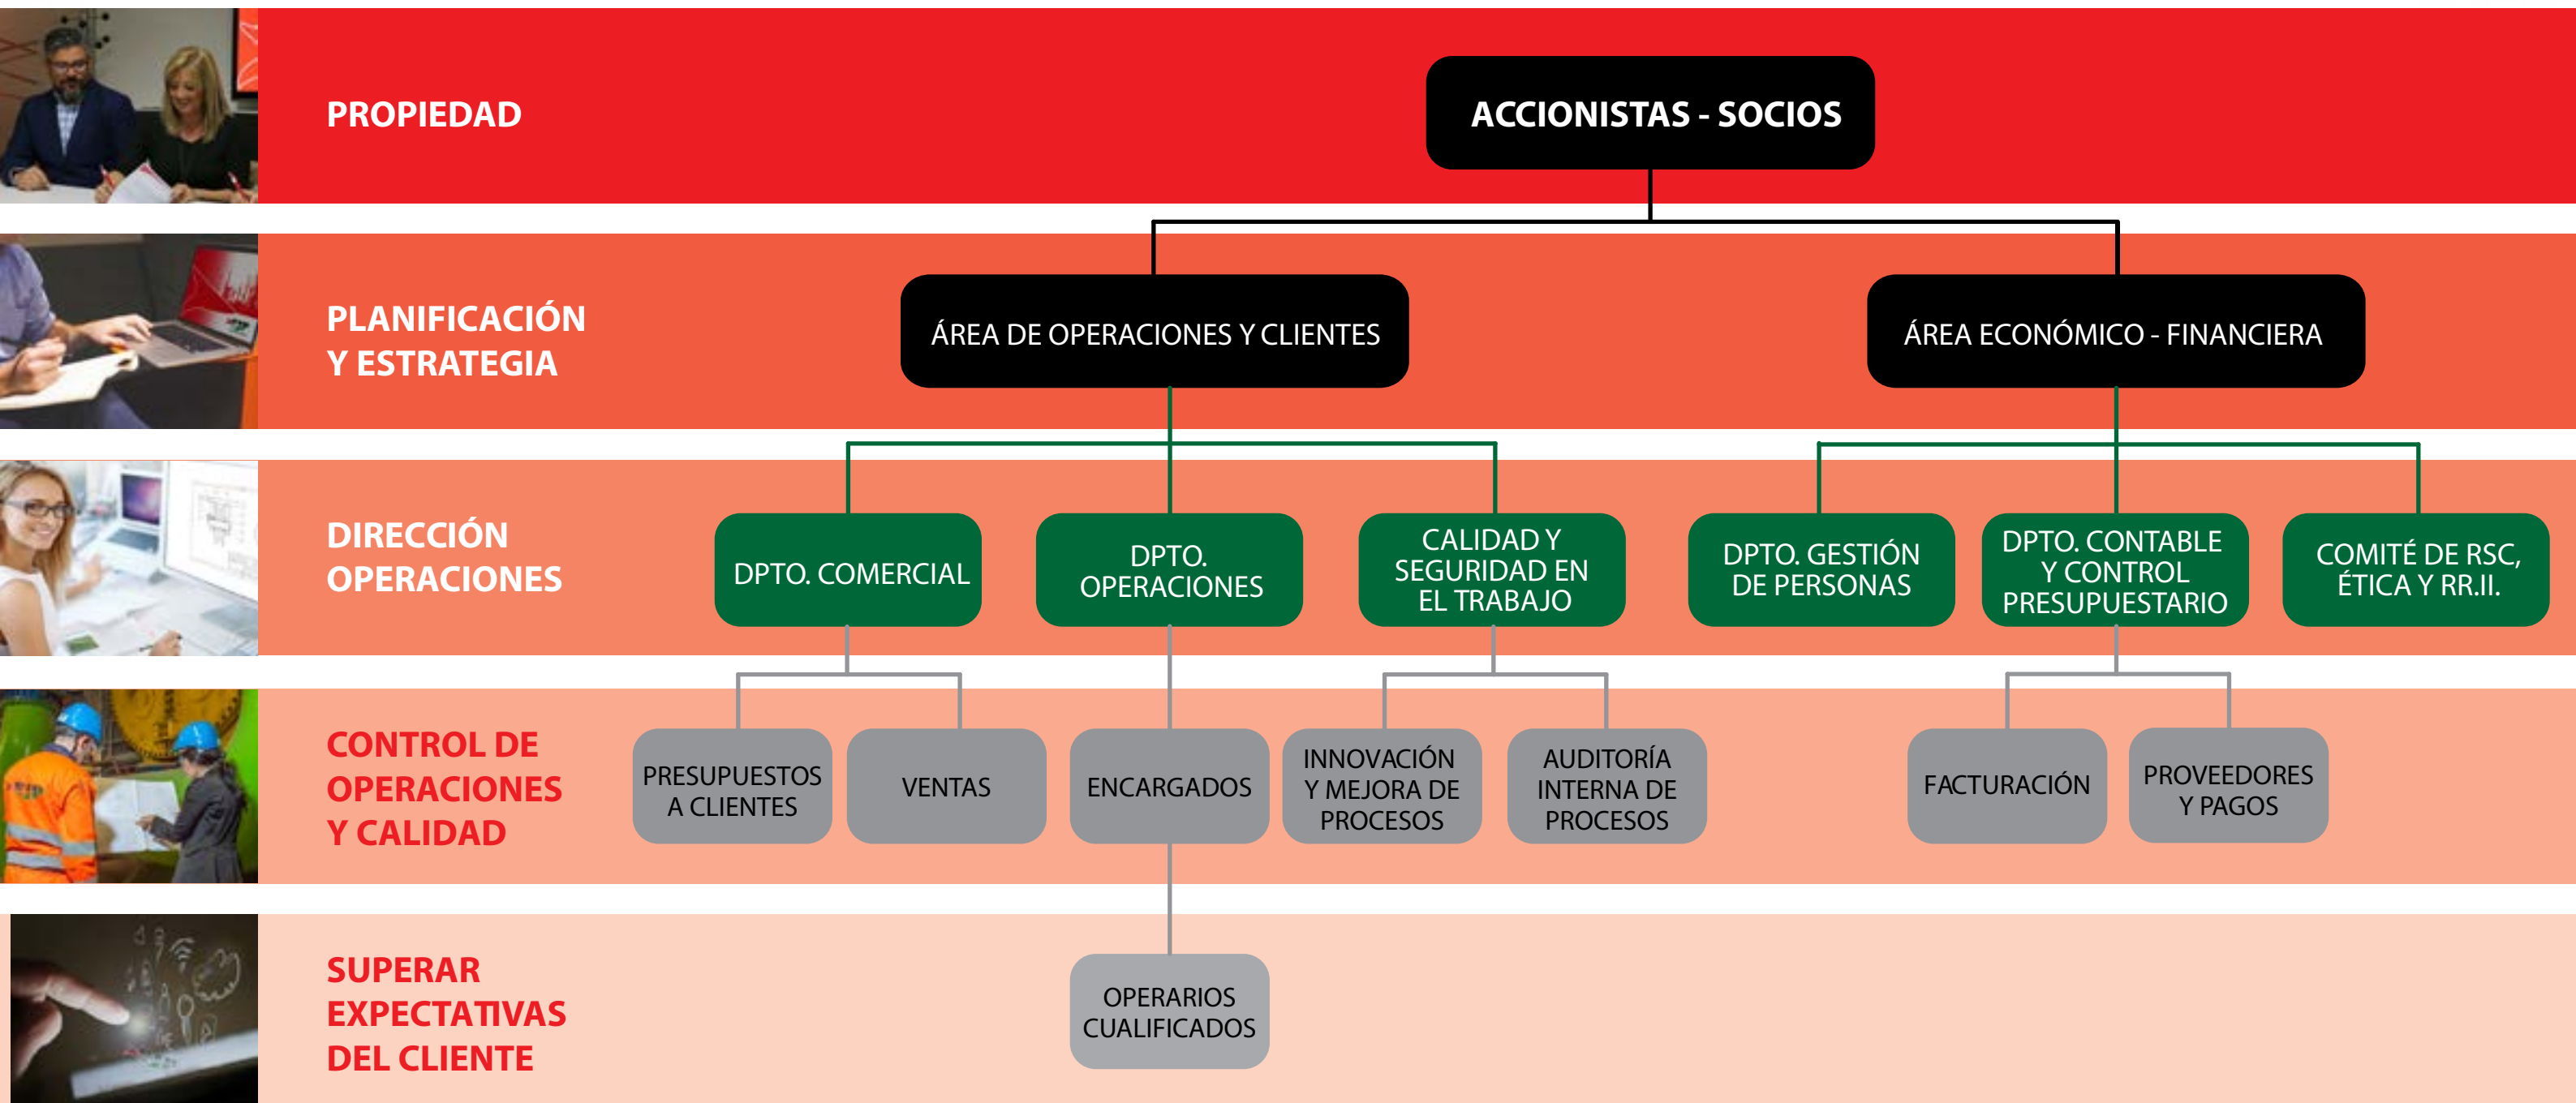 PROPIEDAD
ACCIONISTAS - SOCIOS
PLANIFICACIÓN
Y ESTRATEGIA
ÁREA DE OPERACIONES Y CLIENTES
ÁREA ECONÓMICO - FINANCIERA
DIRECCIÓN
OPERACIONES
DPTO. COMERCIAL
DPTO.
OPERACIONES
CALIDAD Y
SEGURIDAD EN
EL TRABAJO
DPTO. GESTIÓN
DE PERSONAS
DPTO. CONTABLE
Y CONTROL
PRESUPUESTARIO
COMITÉ DE RSC,
ÉTICA Y RR.II.
CONTROL DE
OPERACIONES
Y CALIDAD
PRESUPUESTOS
A CLIENTES
VENTAS
ENCARGADOS
INNOVACIÓN
Y MEJORA DE
PROCESOS
AUDITORÍA
INTERNA DE
PROCESOS
FACTURACIÓN
PROVEEDORES
Y PAGOS
SUPERAR
EXPECTATIVAS
DEL CLIENTE
OPERARIOS
CUALIFICADOS